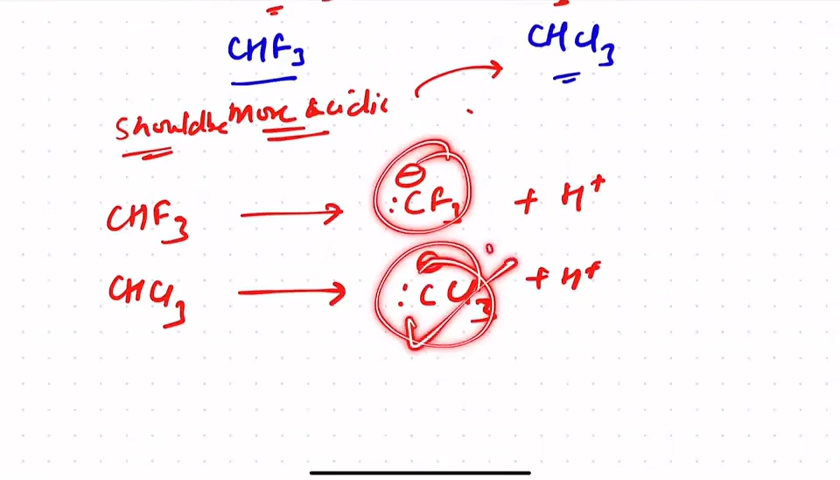 CHF3 CHCl3
Should be More acidic
CHF3 ⟶ ⊖:CF3 + H+
CHCl3 ⟶ ⊖:CCl3 + H+